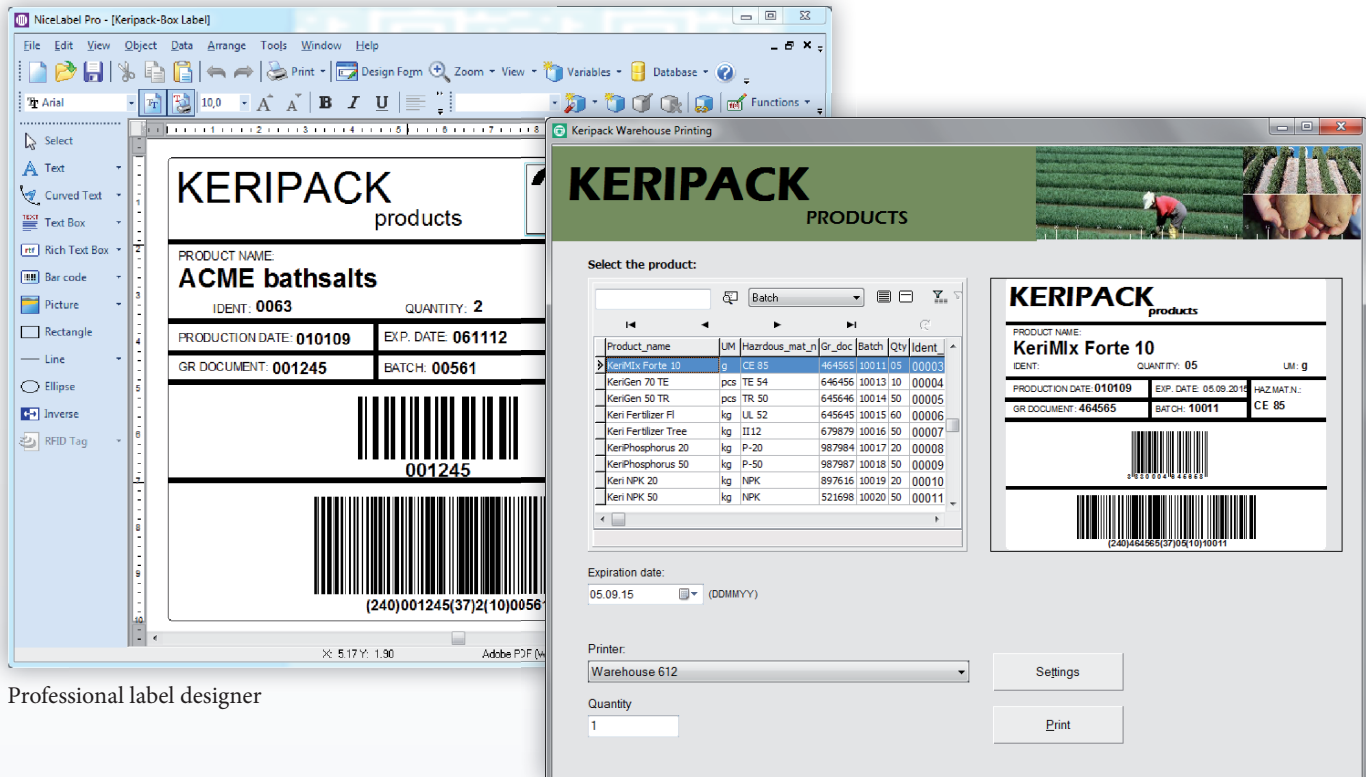 NiceLabel Pro - [Keripack-Box Label]
File Edit View Object Data Arrange Tools Window Help
Print Design Form Zoom View Variables Database
Arial 10,0 B I U Functions
Select
Text
Curved Text
Text Box
Rich Text Box
Bar code
Picture
Rectangle
Line
Ellipse
Inverse
RFID Tag
1 2 3 4 5 6 7 8
KERIPACK
products
PRODUCT NAME:
ACME bathsalts
IDENT: 0063 QUANTITY: 2
PRODUCTION DATE: 010109 EXP. DATE: 061112
GR DOCUMENT: 001245 BATCH: 00561
001245
(240)001245(37)2(10)00561
X: 5.17 Y: 1.90 Adobe PDF
Professional label designer
Keripack Warehouse Printing
KERIPACK
PRODUCTS
Select the product:
Batch
Product_name UM Hazrdous_mat_n Gr_doc Batch Qty Ident_
KeriMIx Forte 10 g CE 85 464565 10011 05 00003
KeriGen 70 TE pcs TE 54 646456 10013 10 00004
KeriGen 50 TR pcs TR 50 645646 10014 50 00005
Keri Fertilizer Fl kg UL 52 645645 10015 60 00006
Keri Fertilizer Tree kg II12 679879 10016 50 00007
KeriPhosphorus 20 kg P-20 987984 10017 20 00008
KeriPhosphorus 50 kg P-50 987987 10018 50 00009
Keri NPK 20 kg NPK 897616 10019 20 00010
Keri NPK 50 kg NPK 521698 10020 50 00011
KERIPACK
products
PRODUCT NAME:
KeriMIx Forte 10
IDENT: QUANTITY: 05 UM: g
PRODUCTION DATE: 010109 EXP. DATE: 05.09.2015 HAZ.MAT.N.:
GR DOCUMENT: 464565 BATCH: 10011 CE 85
(240)464565(37)05(10)10011
Expiration date:
05.09.15 (DDMMYY)
Printer:
Warehouse 612
Settings
Quantity
1
Print